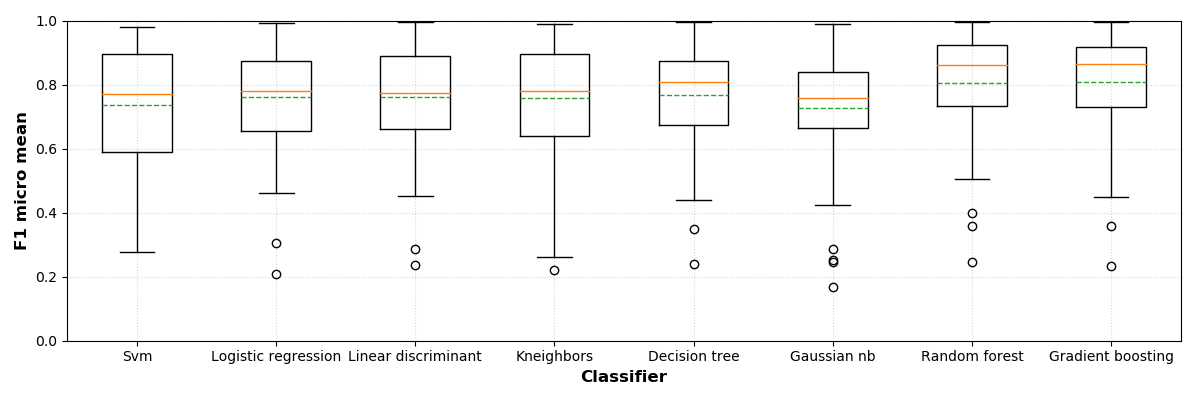 F1 micro mean
1.0
0.8
0.6
0.4
0.2
0.0
Svm Logistic regression Linear discriminant Kneighbors Decision tree Gaussian nb Random forest Gradient boosting
Classifier